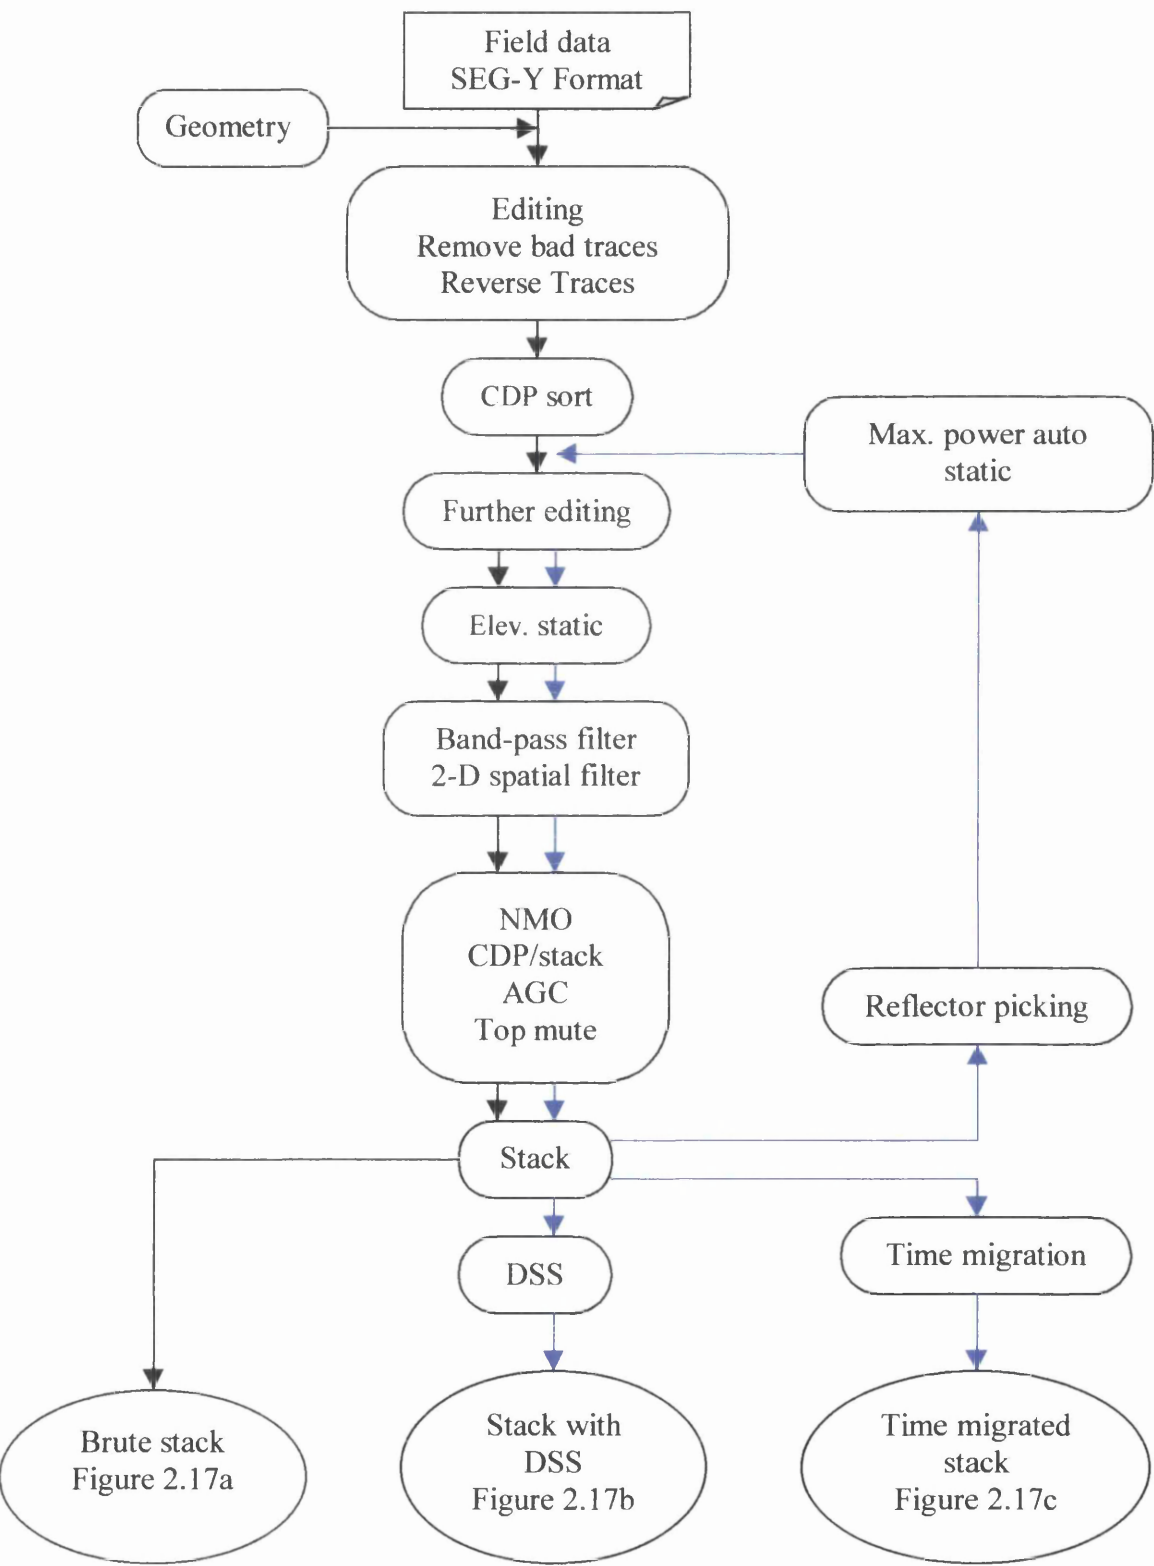 Field data
SEG-Y Format
Geometry
Editing
Remove bad traces
Reverse Traces
CDP sort
Max. power auto
static
Further editing
Elev. static
Band-pass filter
2-D spatial filter
NMO
CDP/stack
AGC
Top mute
Reflector picking
Stack
Time migration
DSS
Brute stack
Figure 2.17a
Stack with
DSS
Figure 2.17b
Time migrated
stack
Figure 2.17c